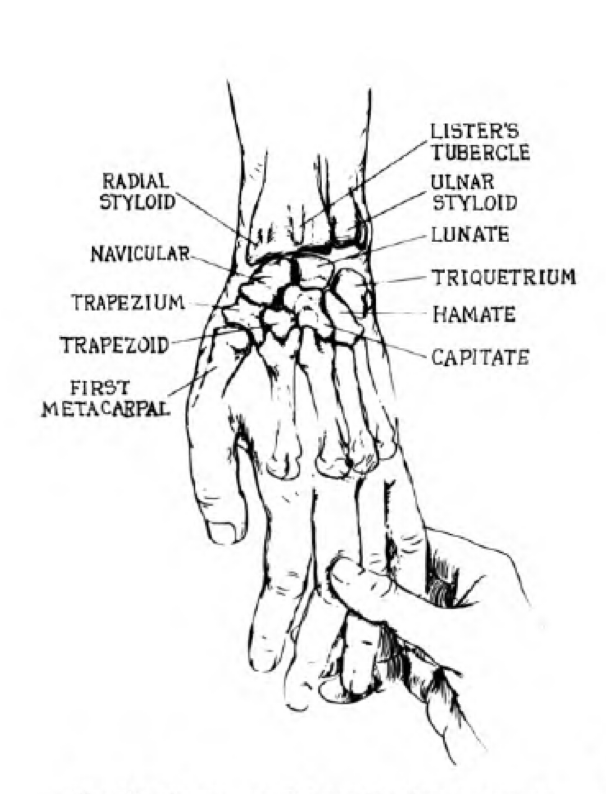 LISTER'S
TUBERCLE
RADIAL
STYLOID
ULNAR
STYLOID
LUNATE
NAVICULAR
TRIQUETRIUM
TRAPEZIUM
HAMATE
TRAPEZOID
CAPITATE
FIRST
METACARPAL